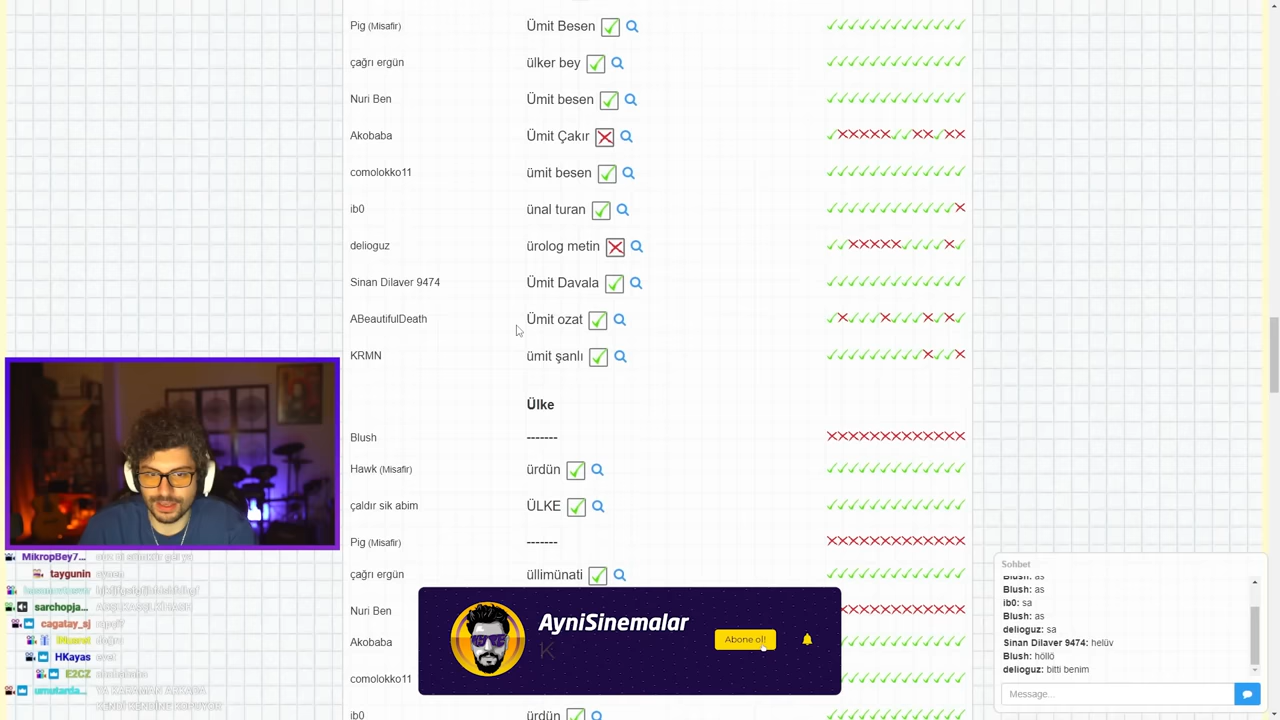 Pig (Misafir) Ümit Besen
çağrı ergün ülker bey
Nuri Ben Ümit besen
Akobaba Ümit Çakır
comolokko11 ümit besen
ib0 ünal turan
delioguz ürolog metin
Sinan Dilaver 9474 Ümit Davala
ABeautifulDeath Ümit ozat
KRMN ümit şanlı
Ülke
Blush -------
Hawk (Misafir) ürdün
çaldır sik abim ÜLKE
Pig (Misafir) -------
çağrı ergün üllimünati
Nuri Ben
Akobaba
comolokko11
ib0 ürdün
AyniSinemalar
K
Abone ol!
MikropBey7...
taygunin
sarchopja...
cagatay_sj
HKayas evet
E2CZ
umutarda...
Sohbet
Blush: as
Blush: as
ib0: sa
Blush: as
delioguz: sa
Sinan Dilaver 9474: helüv
Blush: höllö
delioguz: bitti benim
Message...